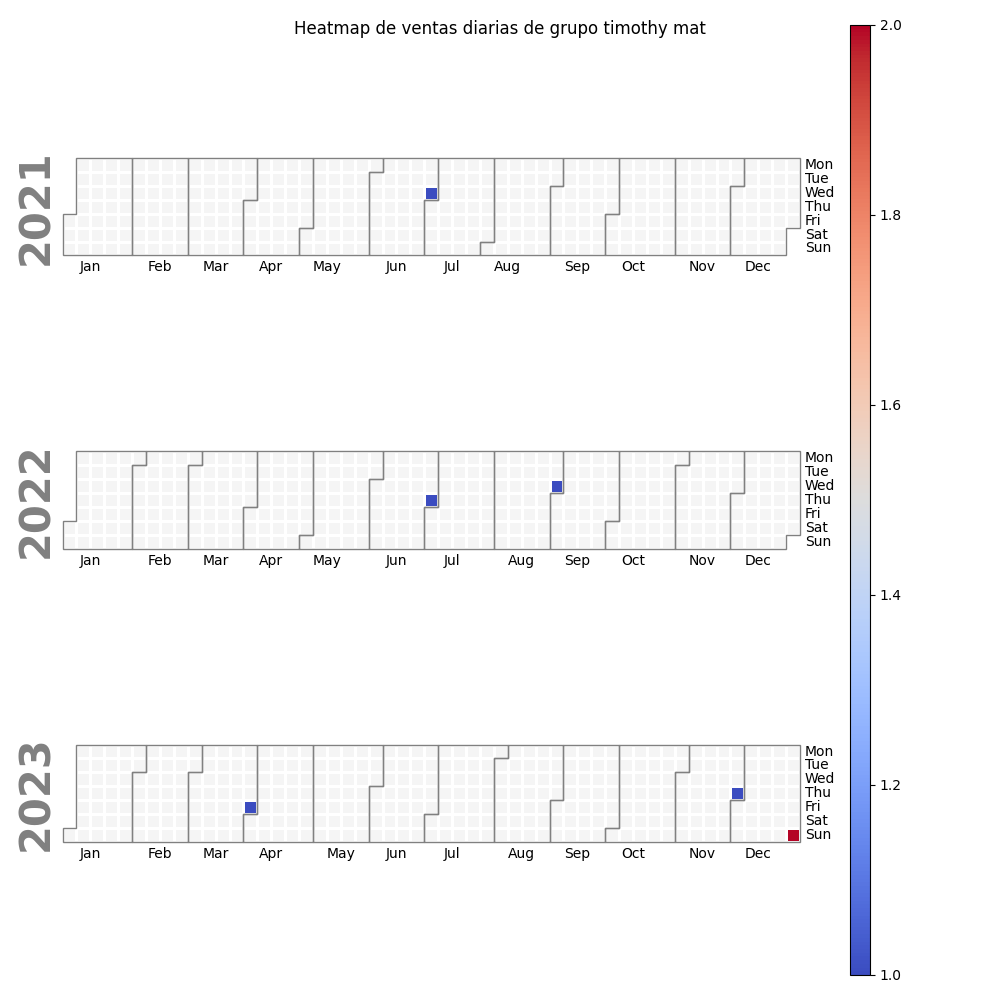 Heatmap de ventas diarias de grupo timothy mat
2021
Mon
Tue
Wed
Thu
Fri
Sat
Sun
Jan Feb Mar Apr May Jun Jul Aug Sep Oct Nov Dec
2022
Mon
Tue
Wed
Thu
Fri
Sat
Sun
Jan Feb Mar Apr May Jun Jul Aug Sep Oct Nov Dec
2023
Mon
Tue
Wed
Thu
Fri
Sat
Sun
Jan Feb Mar Apr May Jun Jul Aug Sep Oct Nov Dec
2.0
1.8
1.6
1.4
1.2
1.0